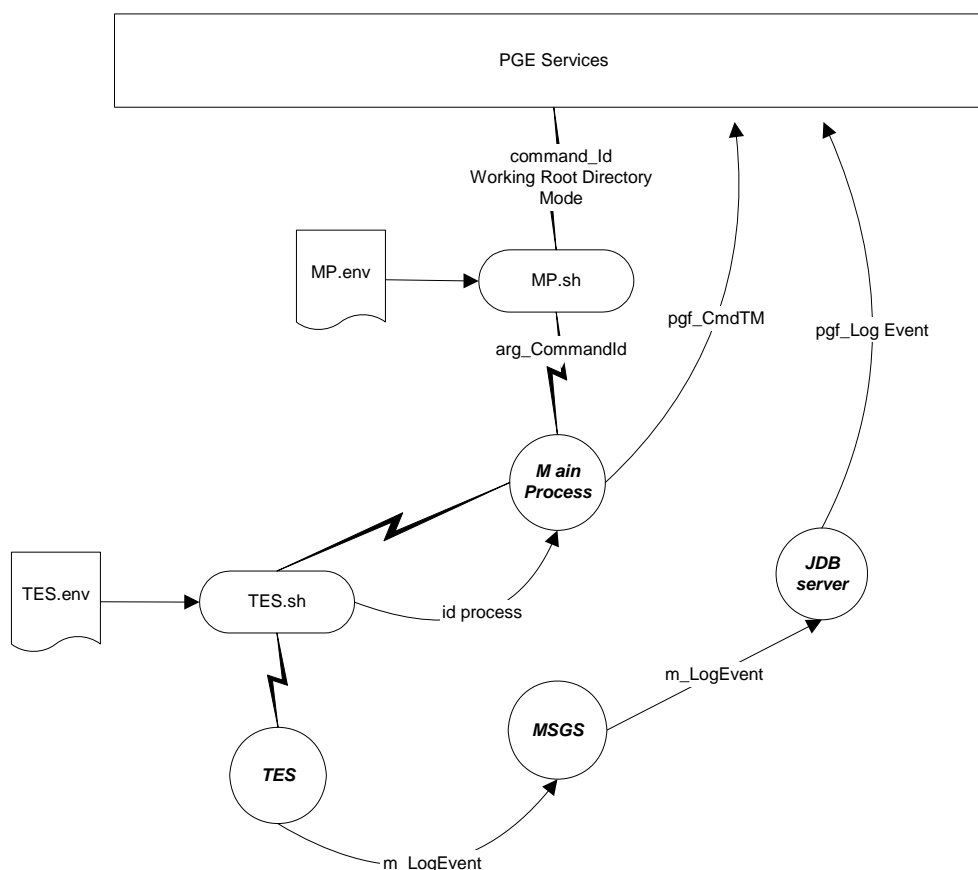 PGE Services
command_Id
Working Root Directory
Mode
MP.env
MP.sh
pgf_CmdTM
pgf_Log Event
arg_CommandId
M ain
Process
JDB
server
TES.env
TES.sh
id process
m_LogEvent
MSGS
TES
m_LogEvent